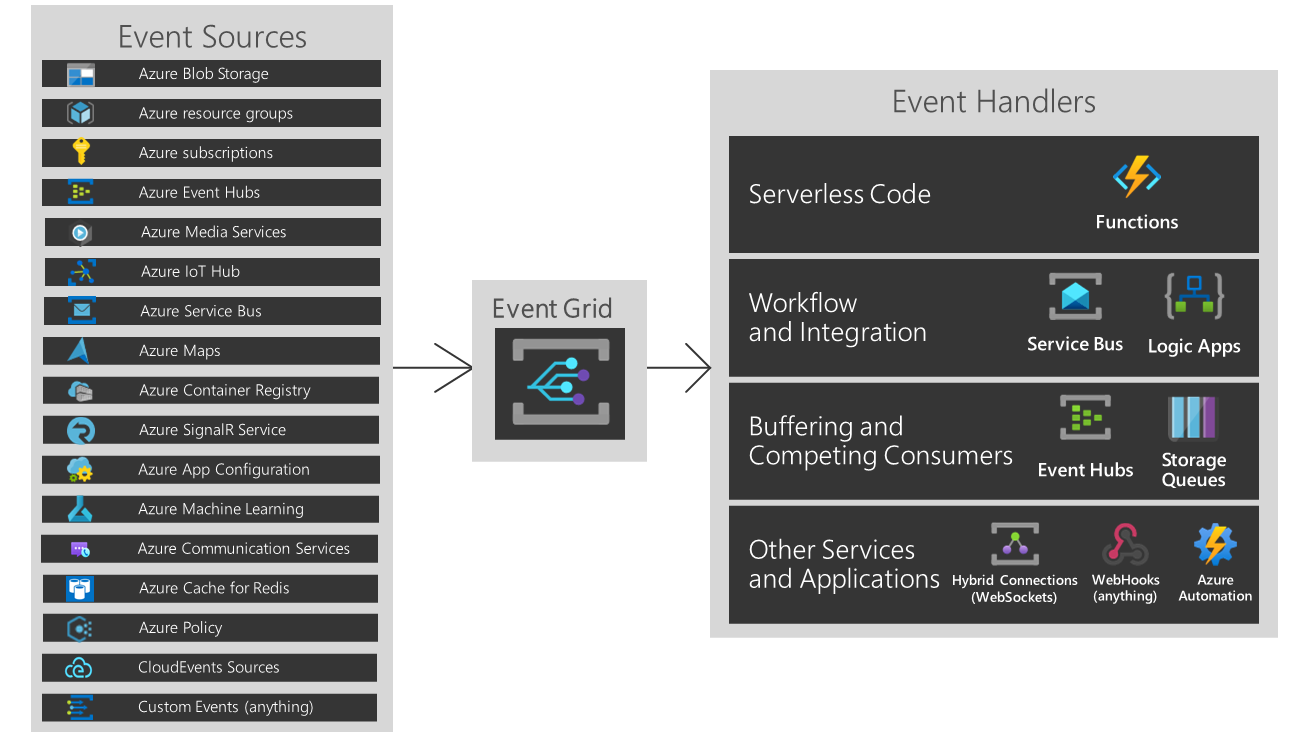 Event Sources
Azure Blob Storage
Azure resource groups
Azure subscriptions
Azure Event Hubs
Azure Media Services
Azure IoT Hub
Azure Service Bus
Azure Maps
Azure Container Registry
Azure SignalR Service
Azure App Configuration
Azure Machine Learning
Azure Communication Services
Azure Cache for Redis
Azure Policy
CloudEvents Sources
Custom Events (anything)
Event Grid
Event Handlers
Serverless Code
Functions
Workflow
and Integration
Service Bus
Logic Apps
Buffering and
Competing Consumers
Event Hubs
Storage
Queues
Other Services
and Applications
Hybrid Connections
(WebSockets)
WebHooks
(anything)
Azure
Automation